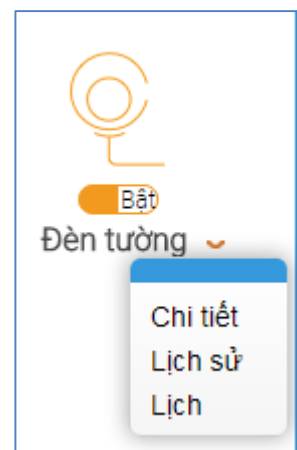 Bật
Đèn tường
Chi tiết
Lịch sử
Lịch